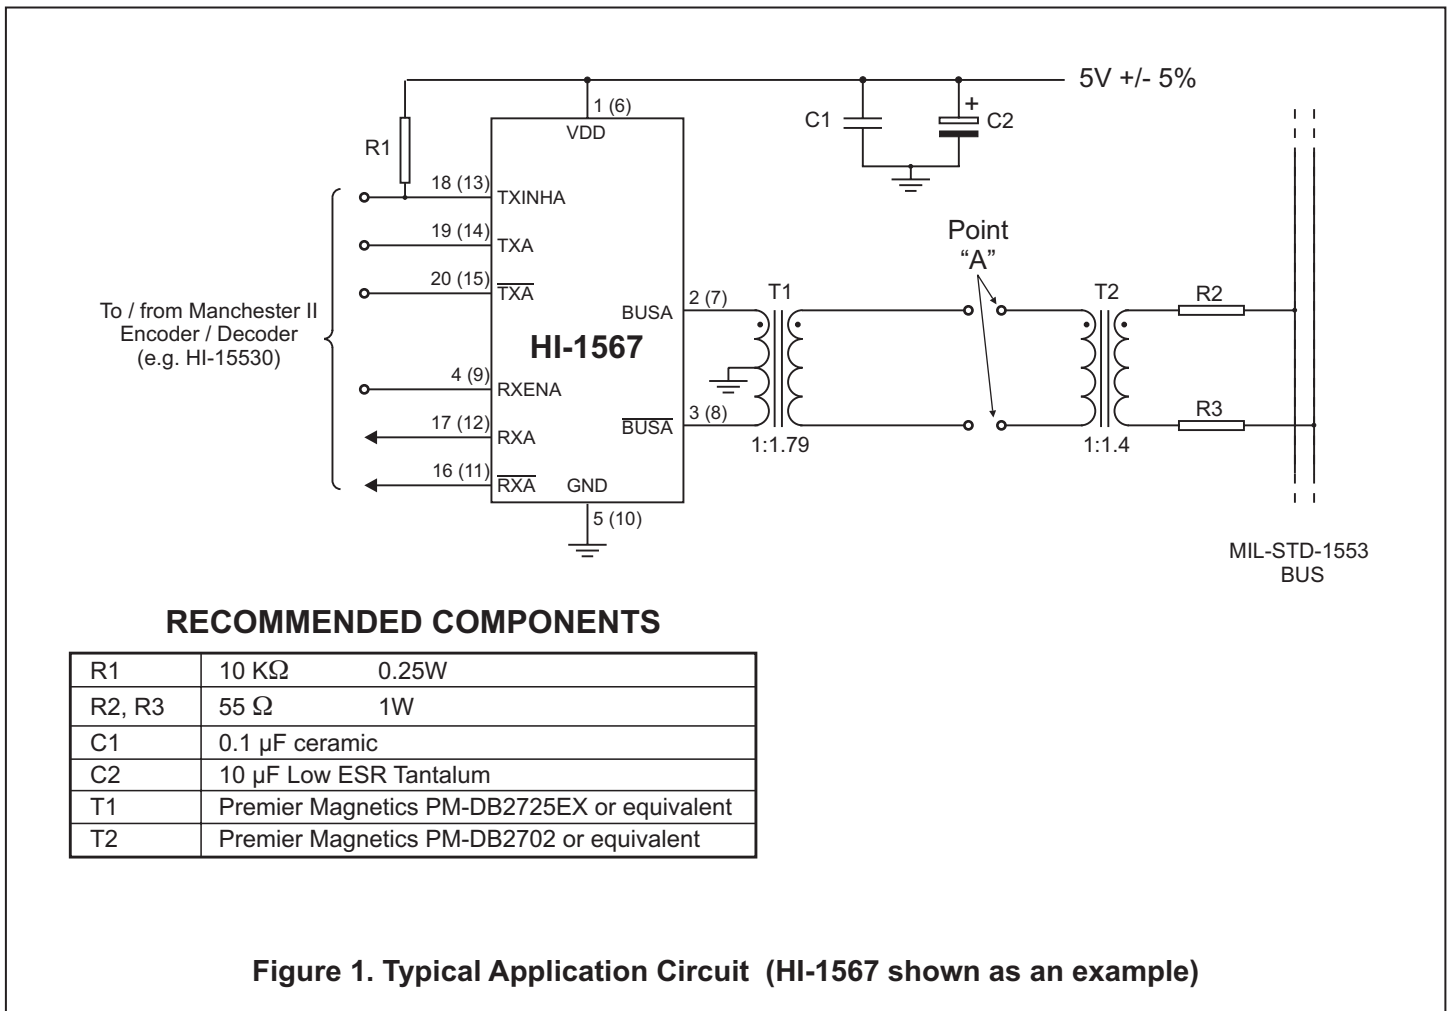 5V +/- 5%
1 (6)
VDD
C1
+
C2
R1
18 (13)
TXINHA
19 (14)
TXA
20 (15)
TXA
To / from Manchester II
Encoder / Decoder
(e.g. HI-15530)
HI-1567
BUSA
2 (7)
T1
Point
“A”
T2
R2
4 (9)
RXENA
17 (12)
RXA
16 (11)
RXA
GND
BUSA
3 (8)
1:1.79
1:1.4
R3
5 (10)
MIL-STD-1553
BUS
RECOMMENDED COMPONENTS
R1 10 KΩ 0.25W
R2, R3 55 Ω 1W
C1 0.1 µF ceramic
C2 10 µF Low ESR Tantalum
T1 Premier Magnetics PM-DB2725EX or equivalent
T2 Premier Magnetics PM-DB2702 or equivalent
Figure 1. Typical Application Circuit (HI-1567 shown as an example)